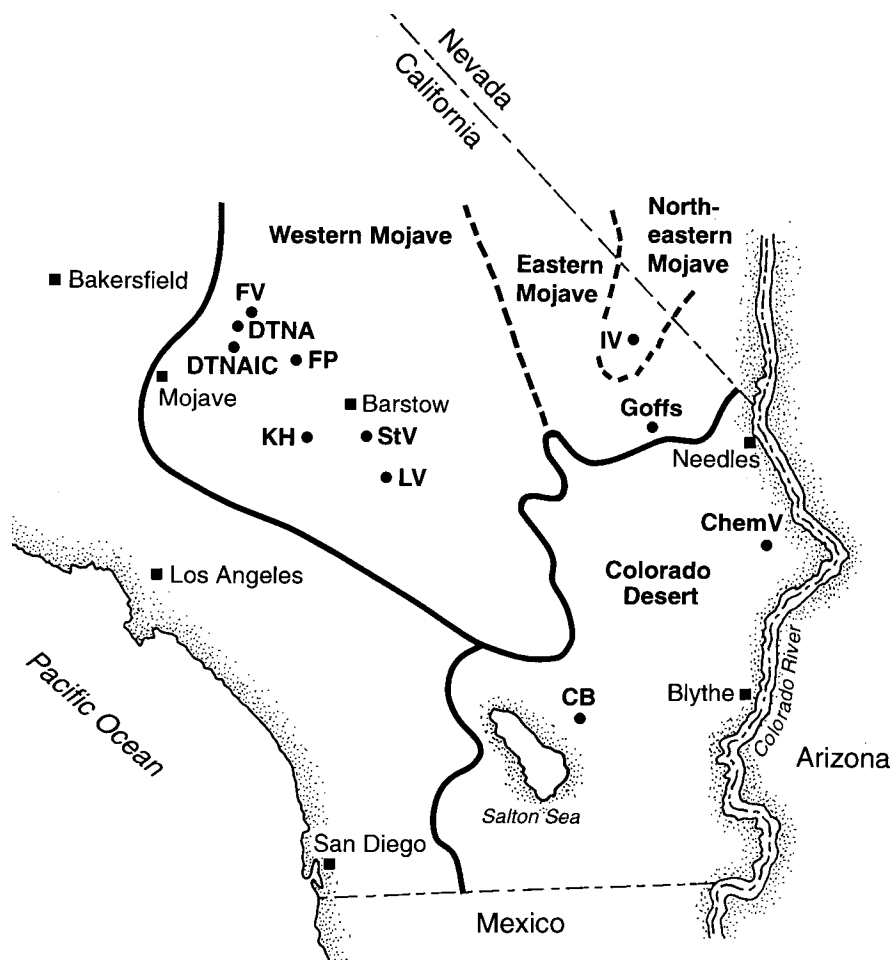 Nevada
California
Western Mojave
North-
eastern
Mojave
Eastern
Mojave
Bakersfield
FV
DTNA
DTNAIC
FP
IV
Mojave
Barstow
Goffs
KH
StV
Needles
LV
ChemV
Los Angeles
Colorado
Desert
Pacific Ocean
CB
Blythe
Colorado River
Arizona
Salton Sea
San Diego
Mexico